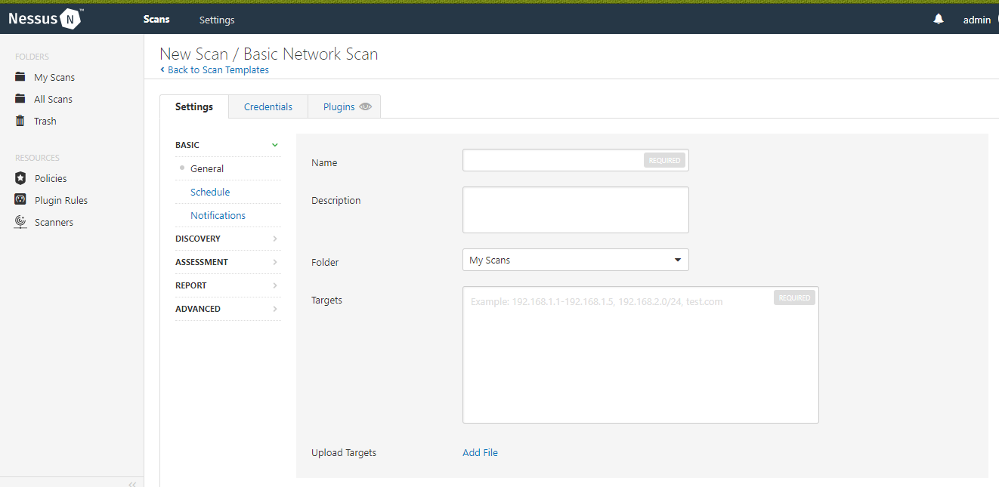 Nessus N ™
Scans
Settings
admin
FOLDERS
My Scans
All Scans
Trash
RESOURCES
Policies
Plugin Rules
Scanners
New Scan / Basic Network Scan
Back to Scan Templates
Settings
Credentials
Plugins
BASIC
General
Schedule
Notifications
DISCOVERY
ASSESSMENT
REPORT
ADVANCED
Name
REQUIRED
Description
Folder
My Scans
Targets
Example: 192.168.1.1-192.168.1.5, 192.168.2.0/24, test.com
REQUIRED
Upload Targets
Add File